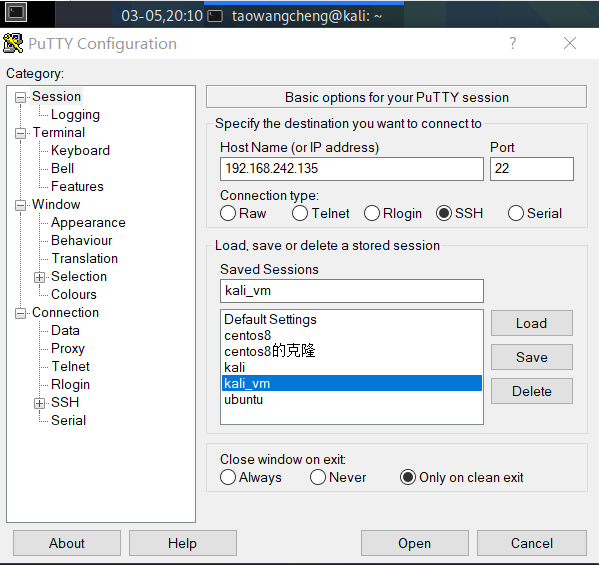 03-05,20:10 taowangcheng@kali: ~
PuTTY Configuration ? ×
Category:
Session
Logging
Terminal
Keyboard
Bell
Features
Window
Appearance
Behaviour
Translation
Selection
Colours
Connection
Data
Proxy
Telnet
Rlogin
SSH
Serial
Basic options for your PuTTY session
Specify the destination you want to connect to
Host Name (or IP address) Port
192.168.242.135 22
Connection type:
Raw Telnet Rlogin SSH Serial
Load, save or delete a stored session
Saved Sessions
kali_vm
Default Settings
centos8
centos8的克隆
kali
kali_vm
ubuntu
Load
Save
Delete
Close window on exit:
Always Never Only on clean exit
About Help Open Cancel